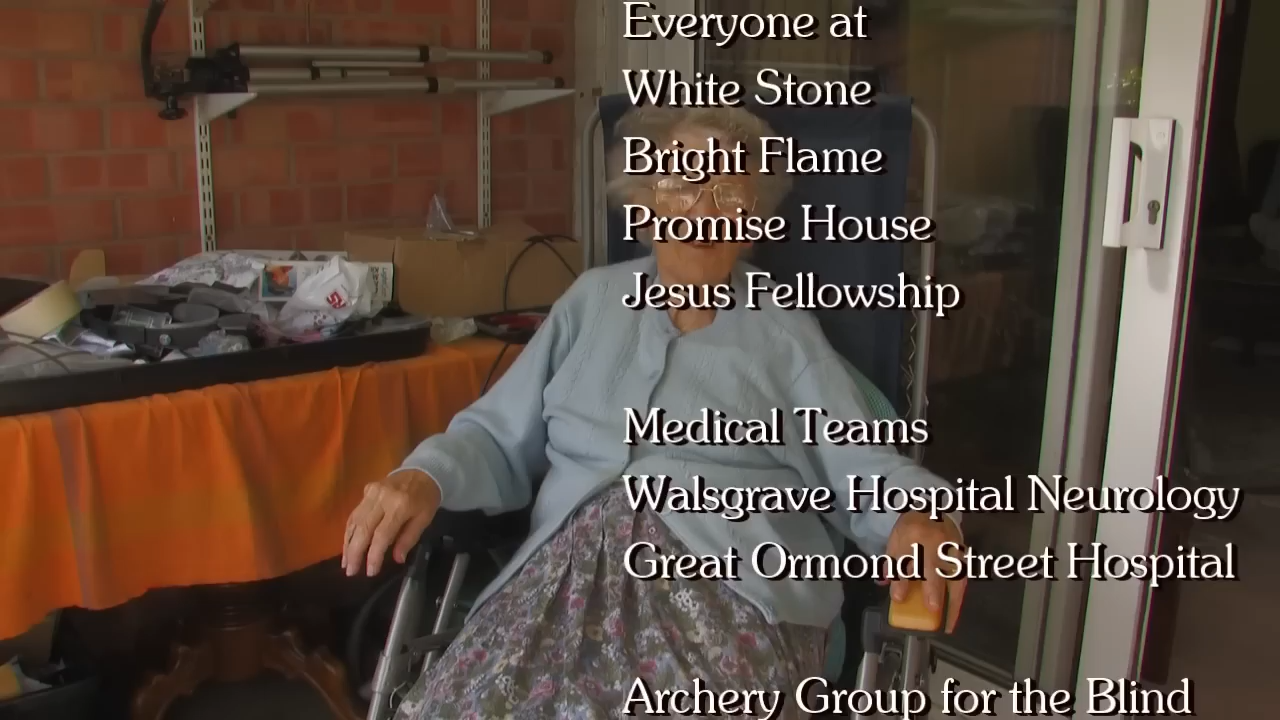 Everyone at
White Stone
Bright Flame
Promise House
Jesus Fellowship
Medical Teams
Walsgrave Hospital Neurology
Great Ormond Street Hospital
Archery Group for the Blind